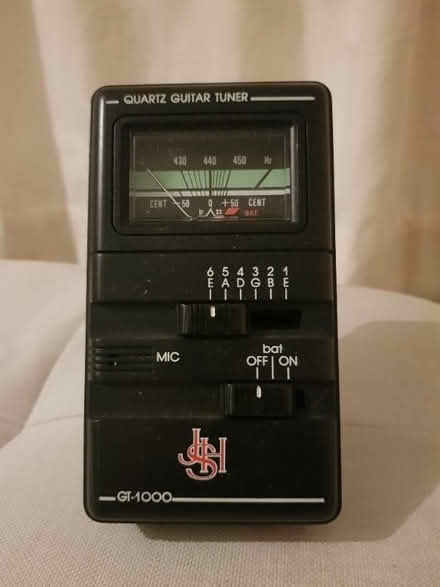 QUARTZ GUITAR TUNER
430 440 450 Hz
CENT -50 0 +50 CENT
♭ ♯ BAT
6 5 4 3 2 1
E A D G B E
MIC
bat
OFF ON
JSH
GT-1000